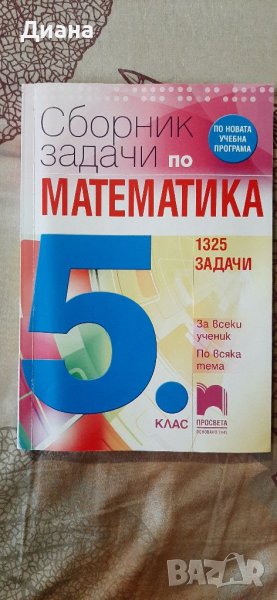 Диана
Сборник
задачи по
ПО НОВАТА
УЧЕБНА
ПРОГРАМА
МАТЕМАТИКА
1325
ЗАДАЧИ
5.
За всеки
ученик
По всяка
тема
КЛАС
ПРОСВЕТА
BAZAR